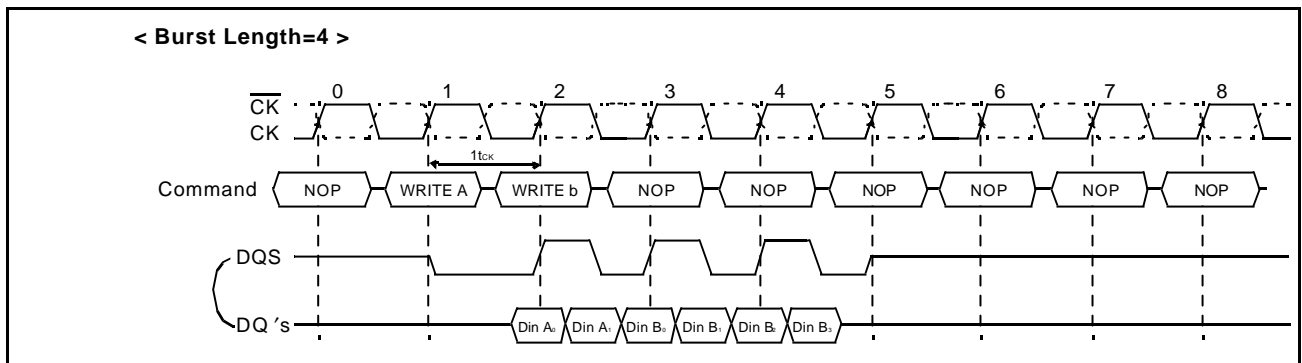 < Burst Length=4 >
0 1 2 3 4 5 6 7 8
CK
CK
1tCK
Command NOP WRITE A WRITE b NOP NOP NOP NOP NOP NOP
DQS
DQ's Din A0 Din A1 Din B0 Din B1 Din B2 Din B3